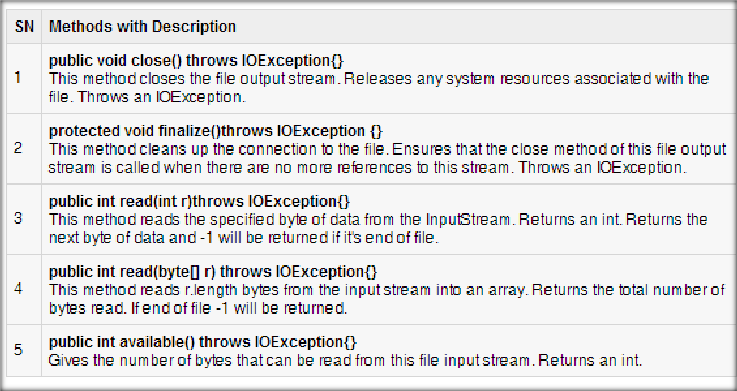 SN Methods with Description
public void close() throws IOException{}
1 This method closes the file output stream. Releases any system resources associated with the
file. Throws an IOException.
protected void finalize()throws IOException {}
2 This method cleans up the connection to the file. Ensures that the close method of this file output
stream is called when there are no more references to this stream. Throws an IOException.
public int read(int r)throws IOException{}
3 This method reads the specified byte of data from the InputStream. Returns an int. Returns the
next byte of data and -1 will be returned if it's end of file.
public int read(byte[] r) throws IOException{}
4 This method reads r.length bytes from the input stream into an array. Returns the total number of
bytes read. If end of file -1 will be returned.
public int available() throws IOException{}
5 Gives the number of bytes that can be read from this file input stream. Returns an int.